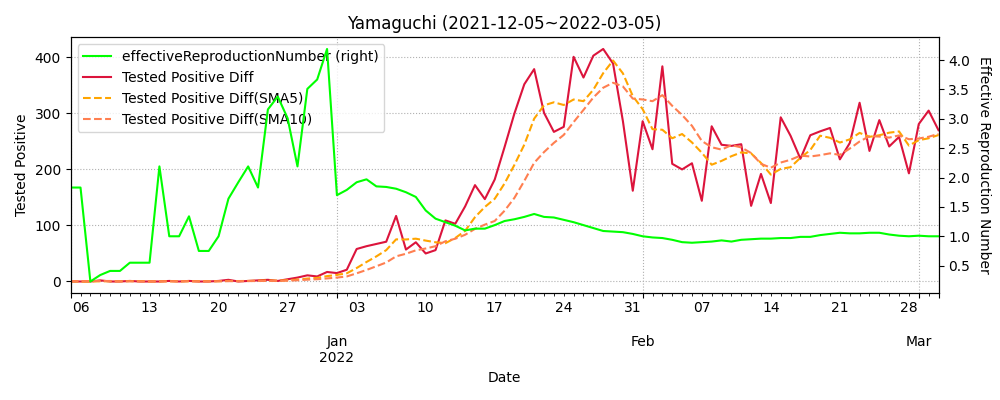 Yamaguchi (2021-12-05~2022-03-05)
effectiveReproductionNumber (right)
Tested Positive Diff
Tested Positive Diff(SMA5)
Tested Positive Diff(SMA10)
Tested Positive
400
300
200
100
0
Effective Reproduction Number
4.0
3.5
3.0
2.5
2.0
1.5
1.0
0.5
06 13 20 27 03 10 17 24 31 07 14 21 28
Jan Feb Mar
2022
Date